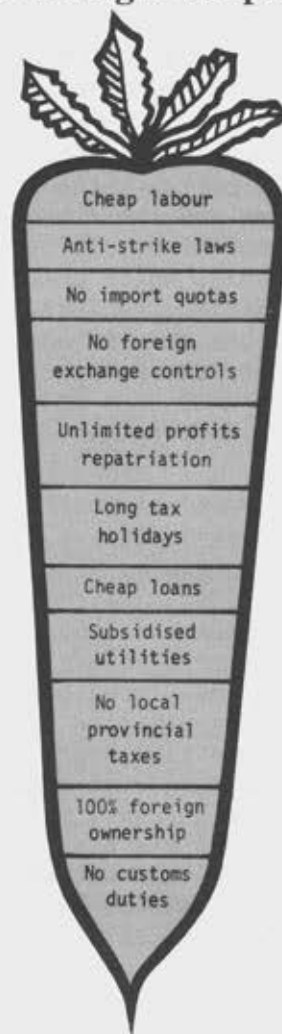 Cheap labour
Anti-strike laws
No import quotas
No foreign
exchange controls
Unlimited profits
repatriation
Long tax
holidays
Cheap loans
Subsidised
utilities
No local
provincial
taxes
100% foreign
ownership
No customs
duties